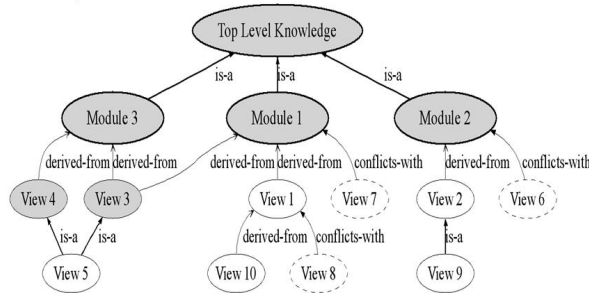 Top Level Knowledge
is-a is-a is-a
Module 3 Module 1 Module 2
derived-from derived-from derived-from derived-from conflicts-with derived-from conflicts-with
View 4 View 3 View 1 View 7 View 2 View 6
is-a is-a derived-from conflicts-with is-a
View 5 View 10 View 8 View 9